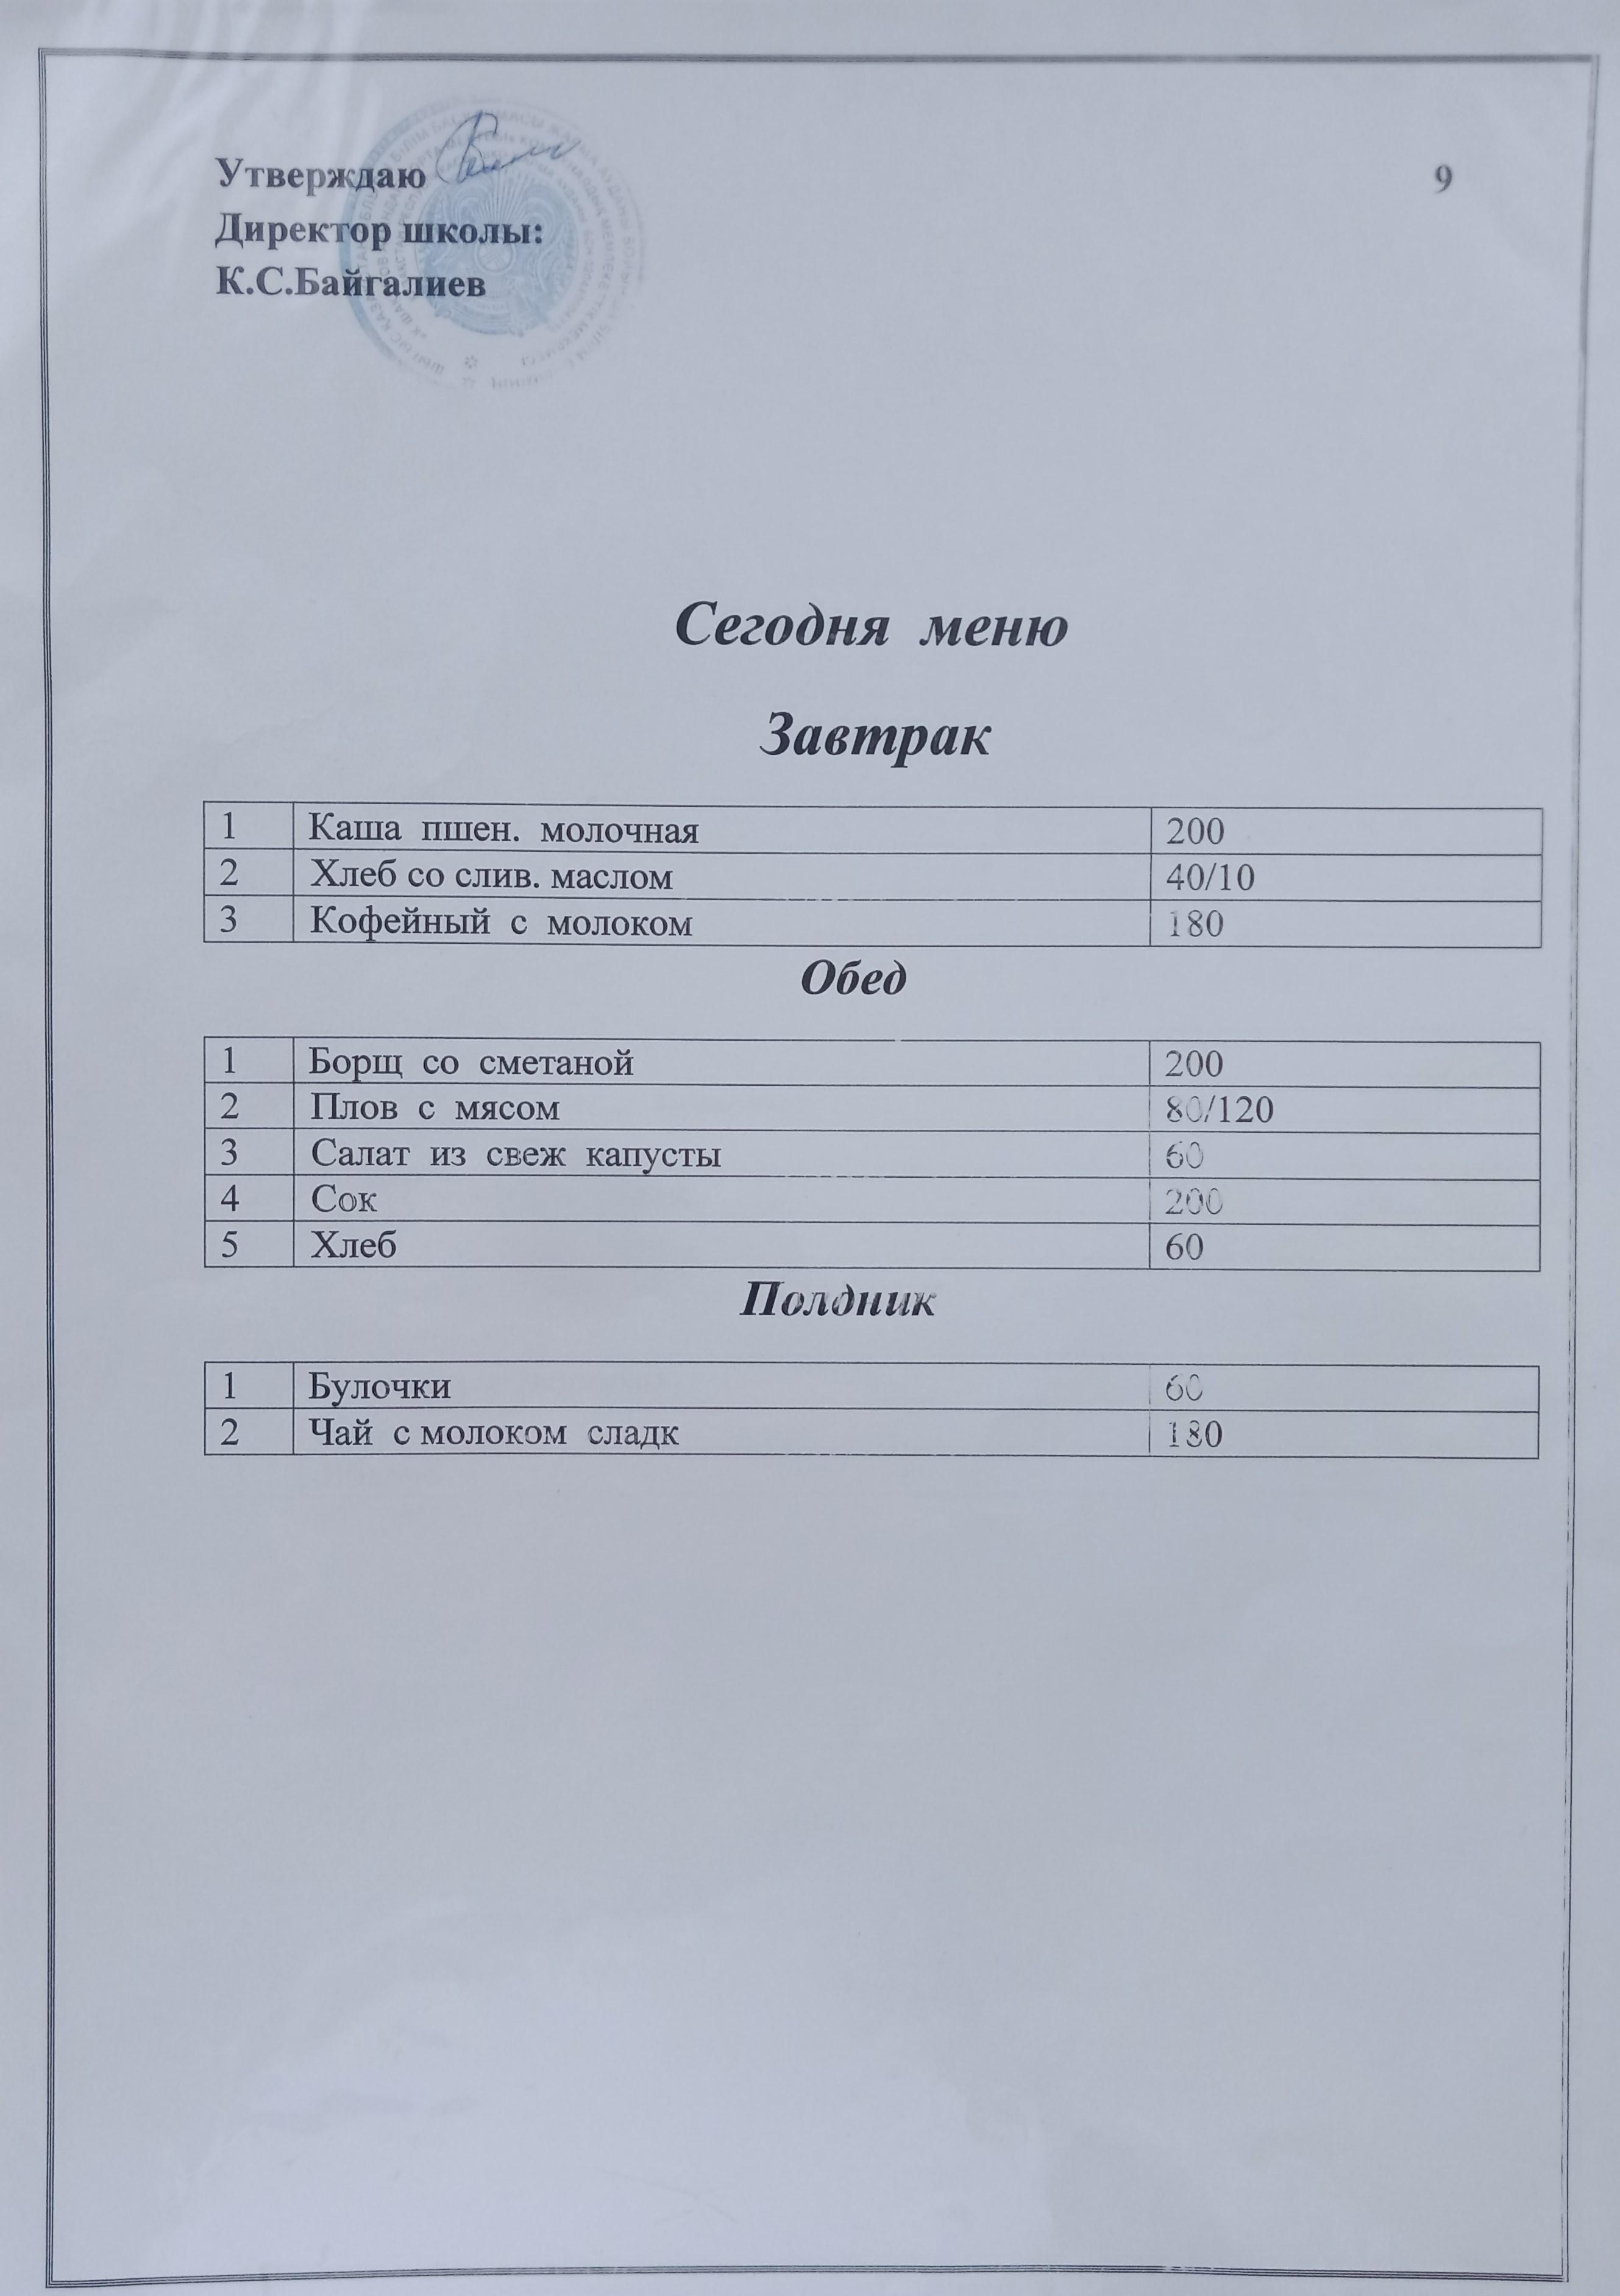 Утверждаю
9
Директор школы:
К.С.Байгалиев
Сегодня меню
Завтрак
1 Каша пшен. молочная 200
2 Хлеб со слив. маслом 40/10
3 Кофейный с молоком 180
Обед
1 Борщ со сметаной 200
2 Плов с мясом 80/120
3 Салат из свеж капусты 60
4 Сок 200
5 Хлеб 60
Полдник
1 Булочки 60
2 Чай с молоком сладк 180